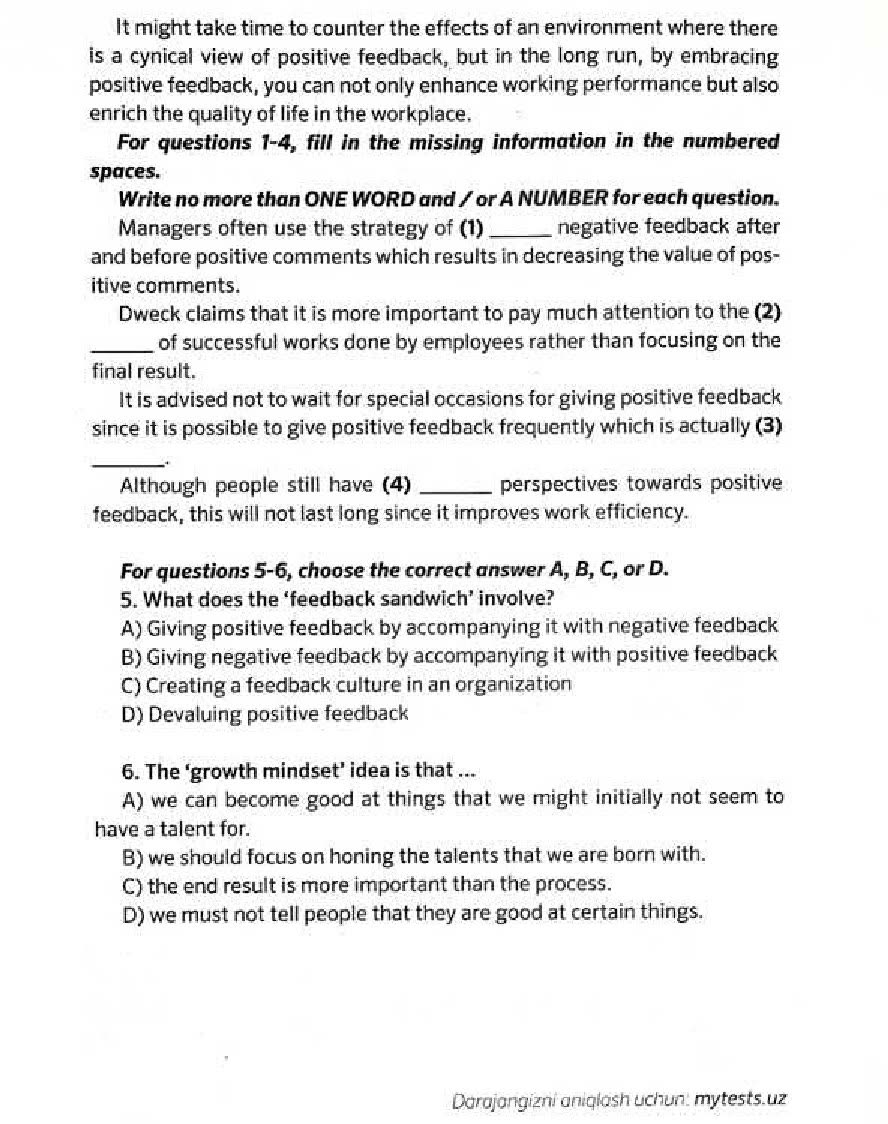 It might take time to counter the effects of an environment where there
is a cynical view of positive feedback, but in the long run, by embracing
positive feedback, you can not only enhance working performance but also
enrich the quality of life in the workplace.
For questions 1-4, fill in the missing information in the numbered
spaces.
Write no more than ONE WORD and / or A NUMBER for each question.
Managers often use the strategy of (1) _____ negative feedback after
and before positive comments which results in decreasing the value of pos-
itive comments.
Dweck claims that it is more important to pay much attention to the (2)
_____ of successful works done by employees rather than focusing on the
final result.
It is advised not to wait for special occasions for giving positive feedback
since it is possible to give positive feedback frequently which is actually (3)
______.
Although people still have (4) ______ perspectives towards positive
feedback, this will not last long since it improves work efficiency.
For questions 5-6, choose the correct answer A, B, C, or D.
5. What does the ‘feedback sandwich’ involve?
A) Giving positive feedback by accompanying it with negative feedback
B) Giving negative feedback by accompanying it with positive feedback
C) Creating a feedback culture in an organization
D) Devaluing positive feedback
6. The ‘growth mindset’ idea is that ...
A) we can become good at things that we might initially not seem to
have a talent for.
B) we should focus on honing the talents that we are born with.
C) the end result is more important than the process.
D) we must not tell people that they are good at certain things.
Darajangizni aniqlash uchun: mytests.uz